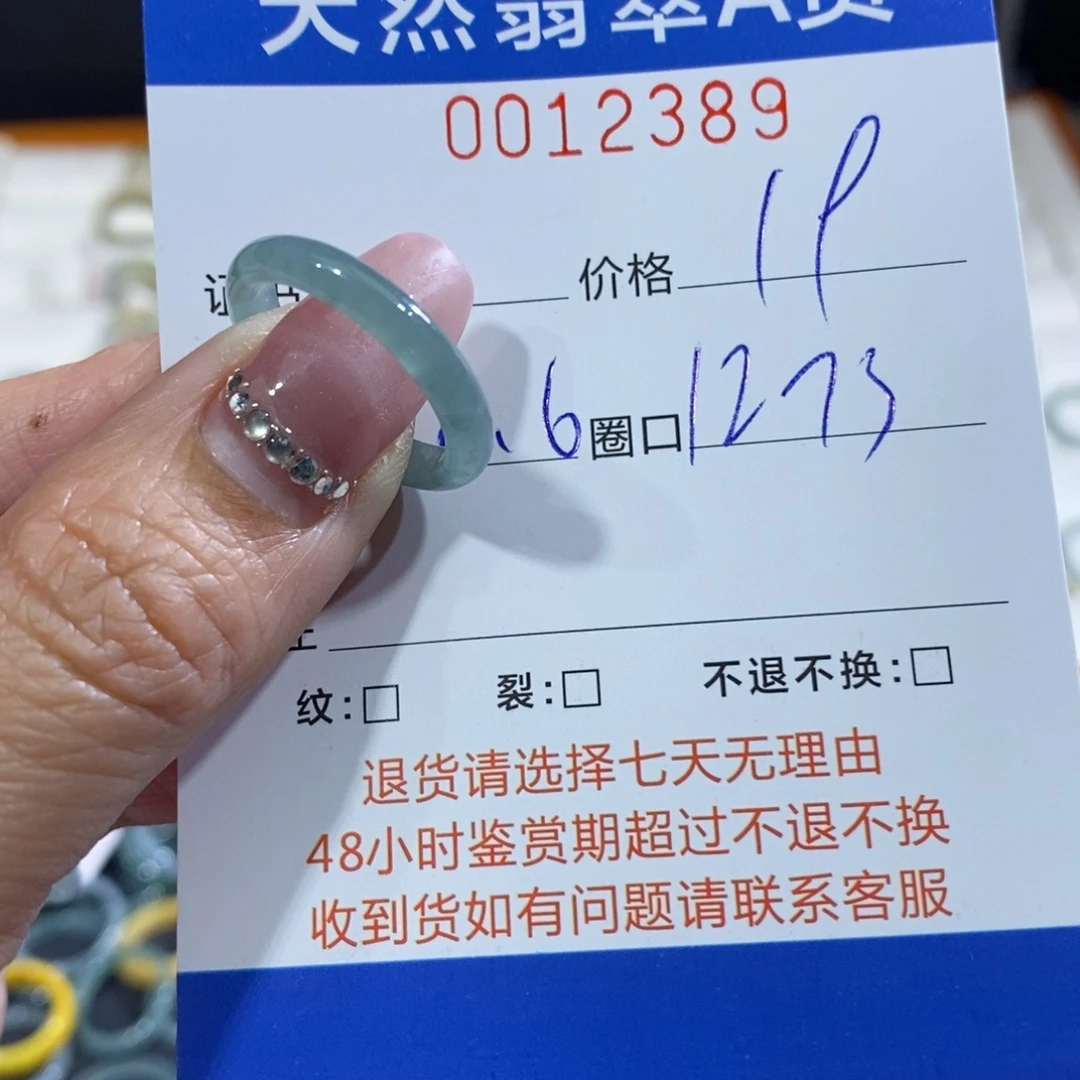 天然翡翠A货
0012389
证 价格 1P
.6 圈口 1273
纹:□ 裂:□ 不退不换:□
退货请选择七天无理由
48小时鉴赏期超过不退不换
收到货如有问题请联系客服